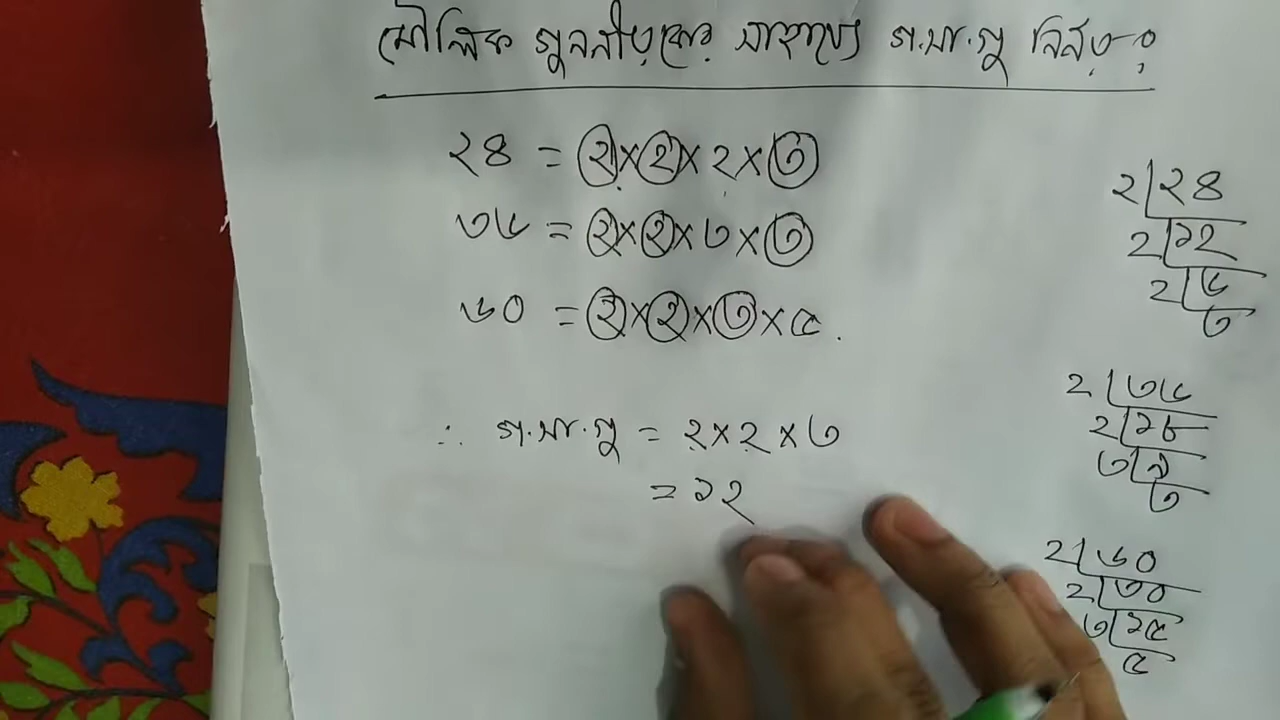 মৌলিক গুননীয়কের সাহায্যে গ.সা.গু নির্নয়ঃ
২৪ = ২×২×২×৩
৩৬ = ২×২×৩×৩
৬০ = ২×২×৩×৫.
∴ গ.সা.গু = ২×২×৩
= ১২
২|২৪
২|১২
২|৬
৩
২|৩৬
২|১৮
৩|৯
৩
২|৬০
২|৩০
৩|১৫
৫